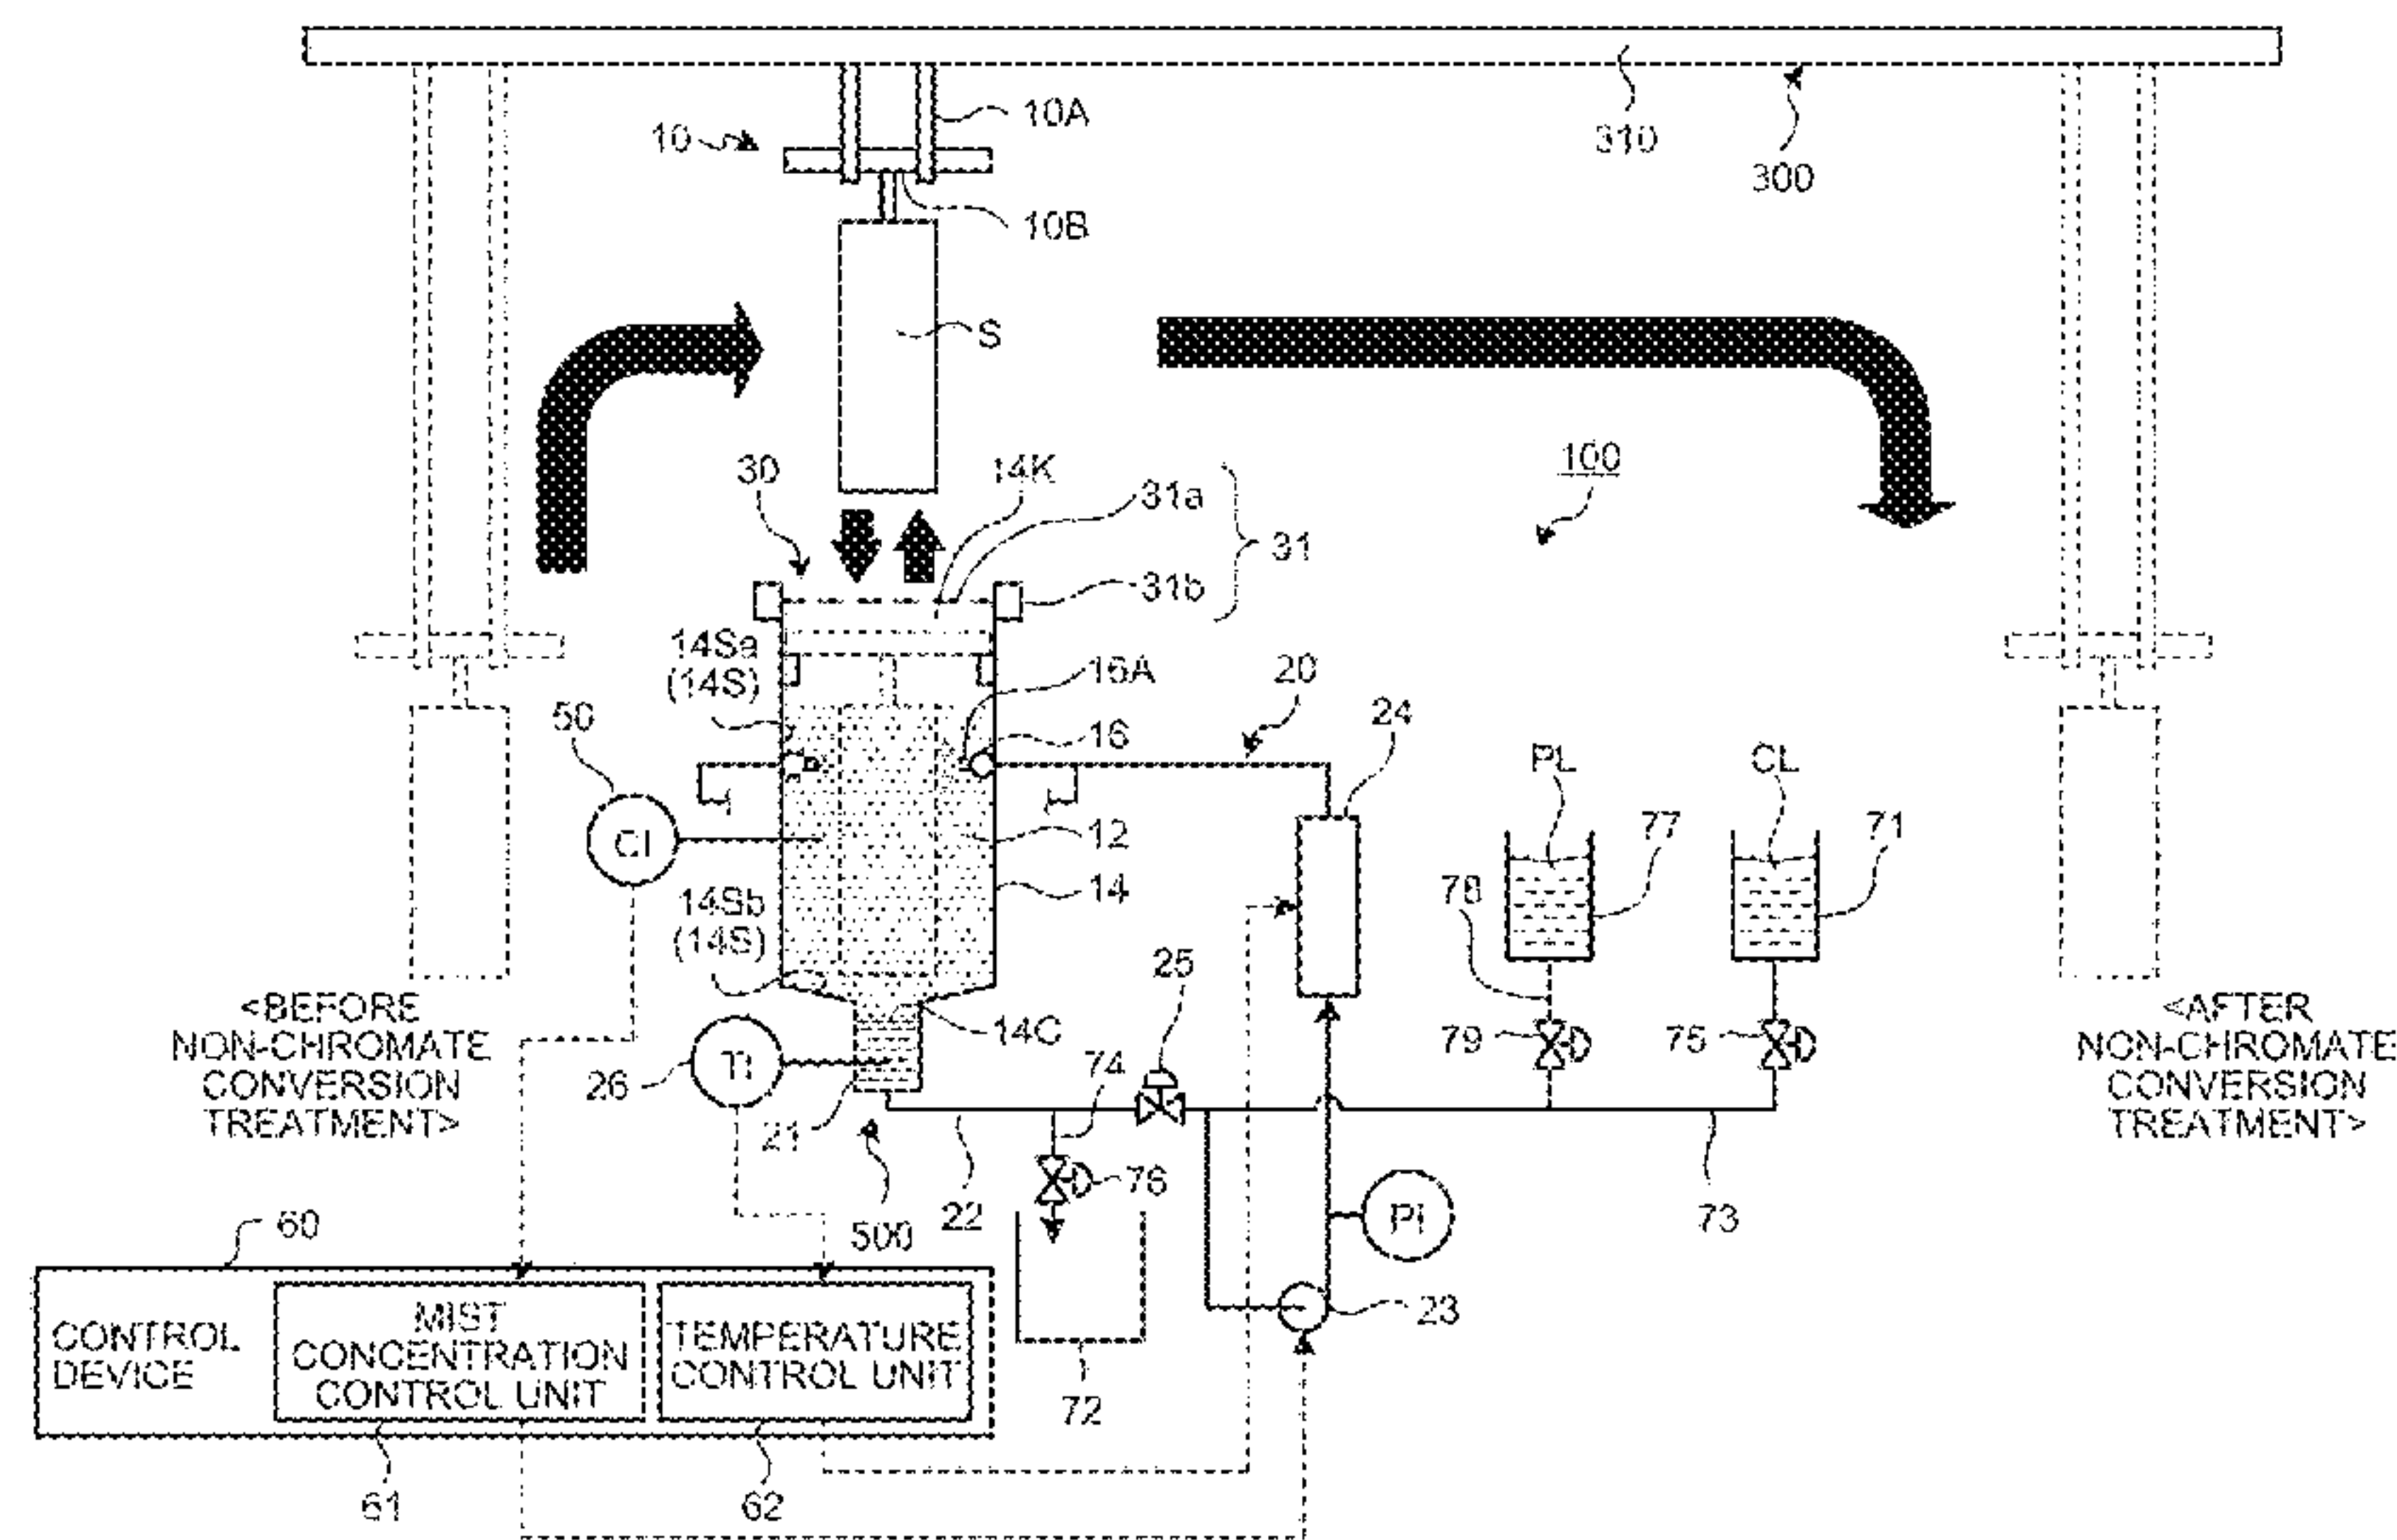 10A
10
310
300
10B
S
30
14K
31a
31
100
31b
14Sa
(14S)
16A
20
50
16
24
PL
CL
CI
12
77
71
14Sb
(14S)
14
78
25
<BEFORE
NON-CHROMATE
CONVERSION
TREATMENT>
14C
79
75
<AFTER
NON-CHROMATE
CONVERSION
TREATMENT>
TI
26
74
21
76
22
500
73
PI
60
CONTROL
DEVICE
MIST
CONCENTRATION
CONTROL UNIT
TEMPERATURE
CONTROL UNIT
23
72
61
62